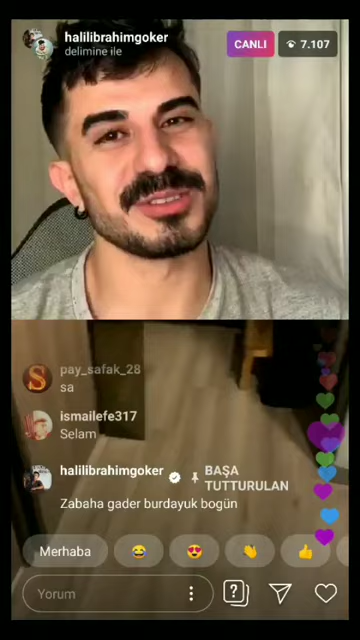 halilibrahimgoker
delimine ile
CANLI
7.107
pay_safak_28
sa
ismailefe317
Selam
halilibrahimgoker BAŞA
TUTTURULAN
Zabaha gader burdayuk bogün
Merhaba
Yorum